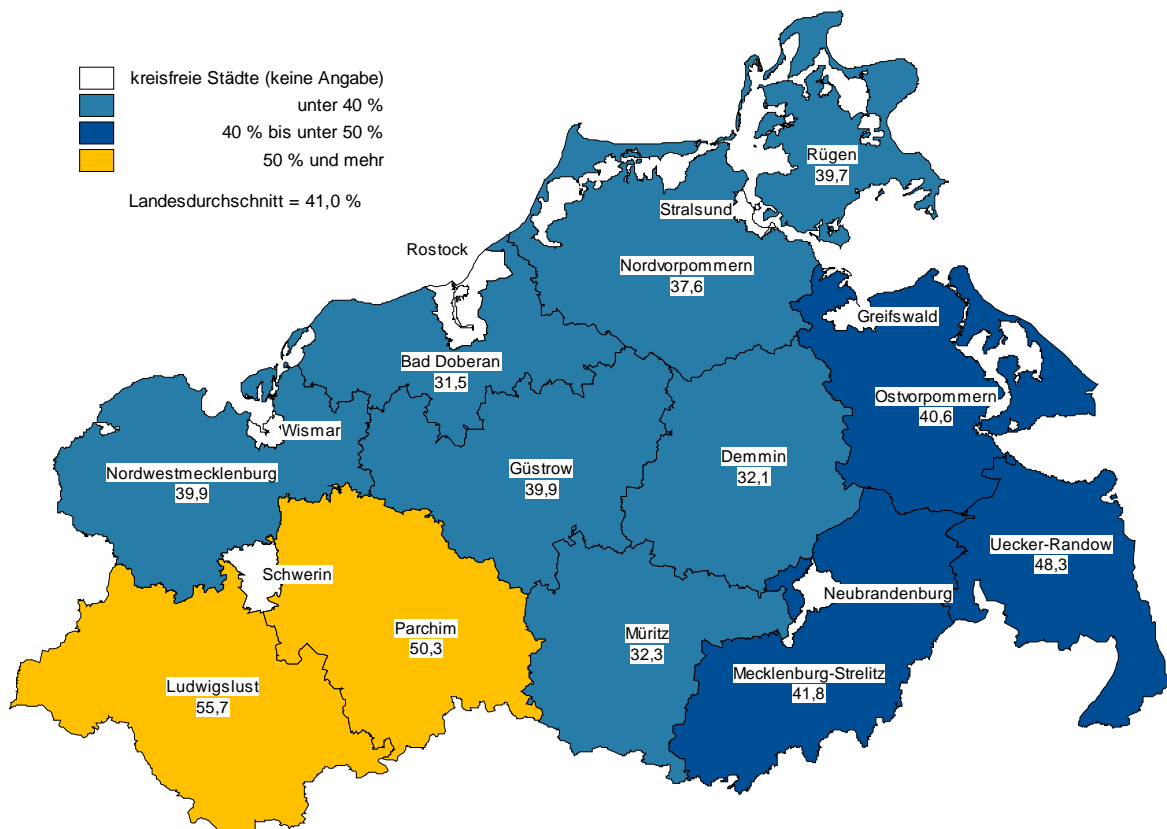 kreisfreie Städte (keine Angabe)
unter 40 %
40 % bis unter 50 %
50 % und mehr
Landesdurchschnitt = 41,0 %
Rügen
39,7
Stralsund
Rostock
Nordvorpommern
37,6
Greifswald
Bad Doberan
31,5
Ostvorpommern
40,6
Wismar
Nordwestmecklenburg
39,9
Güstrow
39,9
Demmin
32,1
Uecker-Randow
48,3
Schwerin
Neubrandenburg
Parchim
50,3
Müritz
32,3
Mecklenburg-Strelitz
41,8
Ludwigslust
55,7